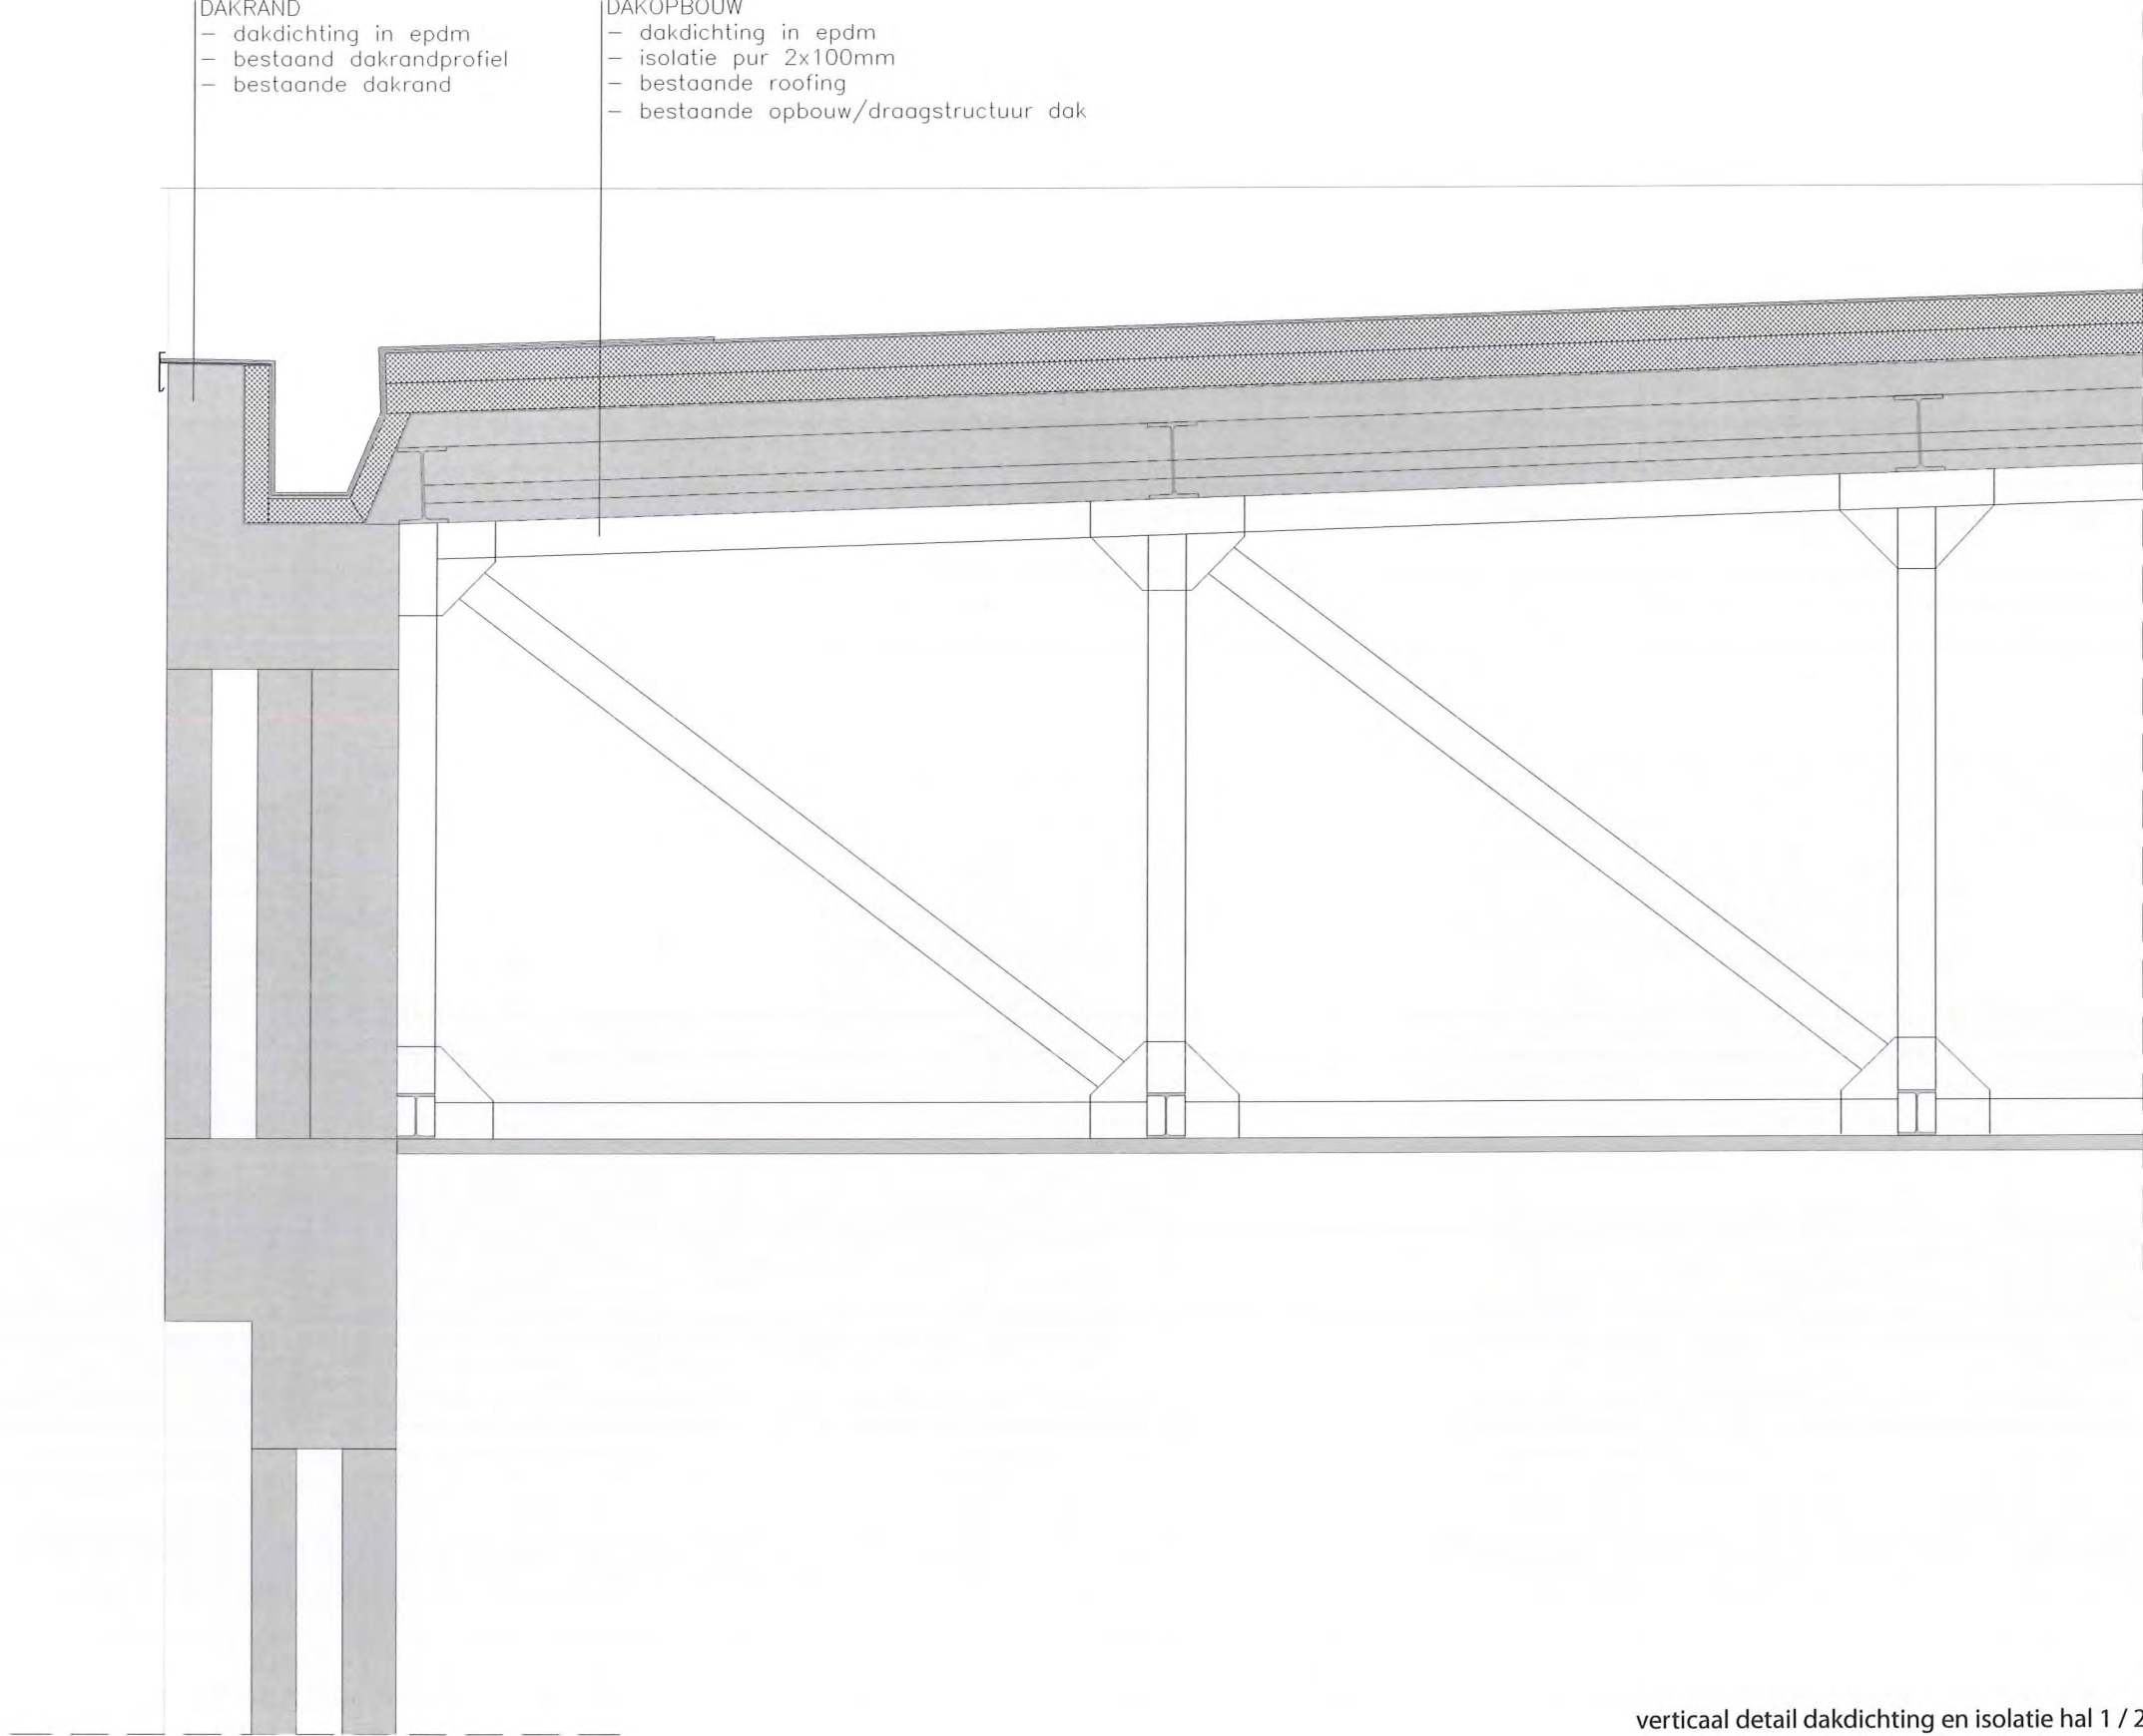 DAKRAND
– dakdichting in epdm
– bestaand dakrandprofiel
– bestaande dakrand
DAKOPBOUW
– dakdichting in epdm
– isolatie pur 2x100mm
– bestaande roofing
– bestaande opbouw/draagstructuur dak
verticaal detail dakdichting en isolatie hal 1 / 2